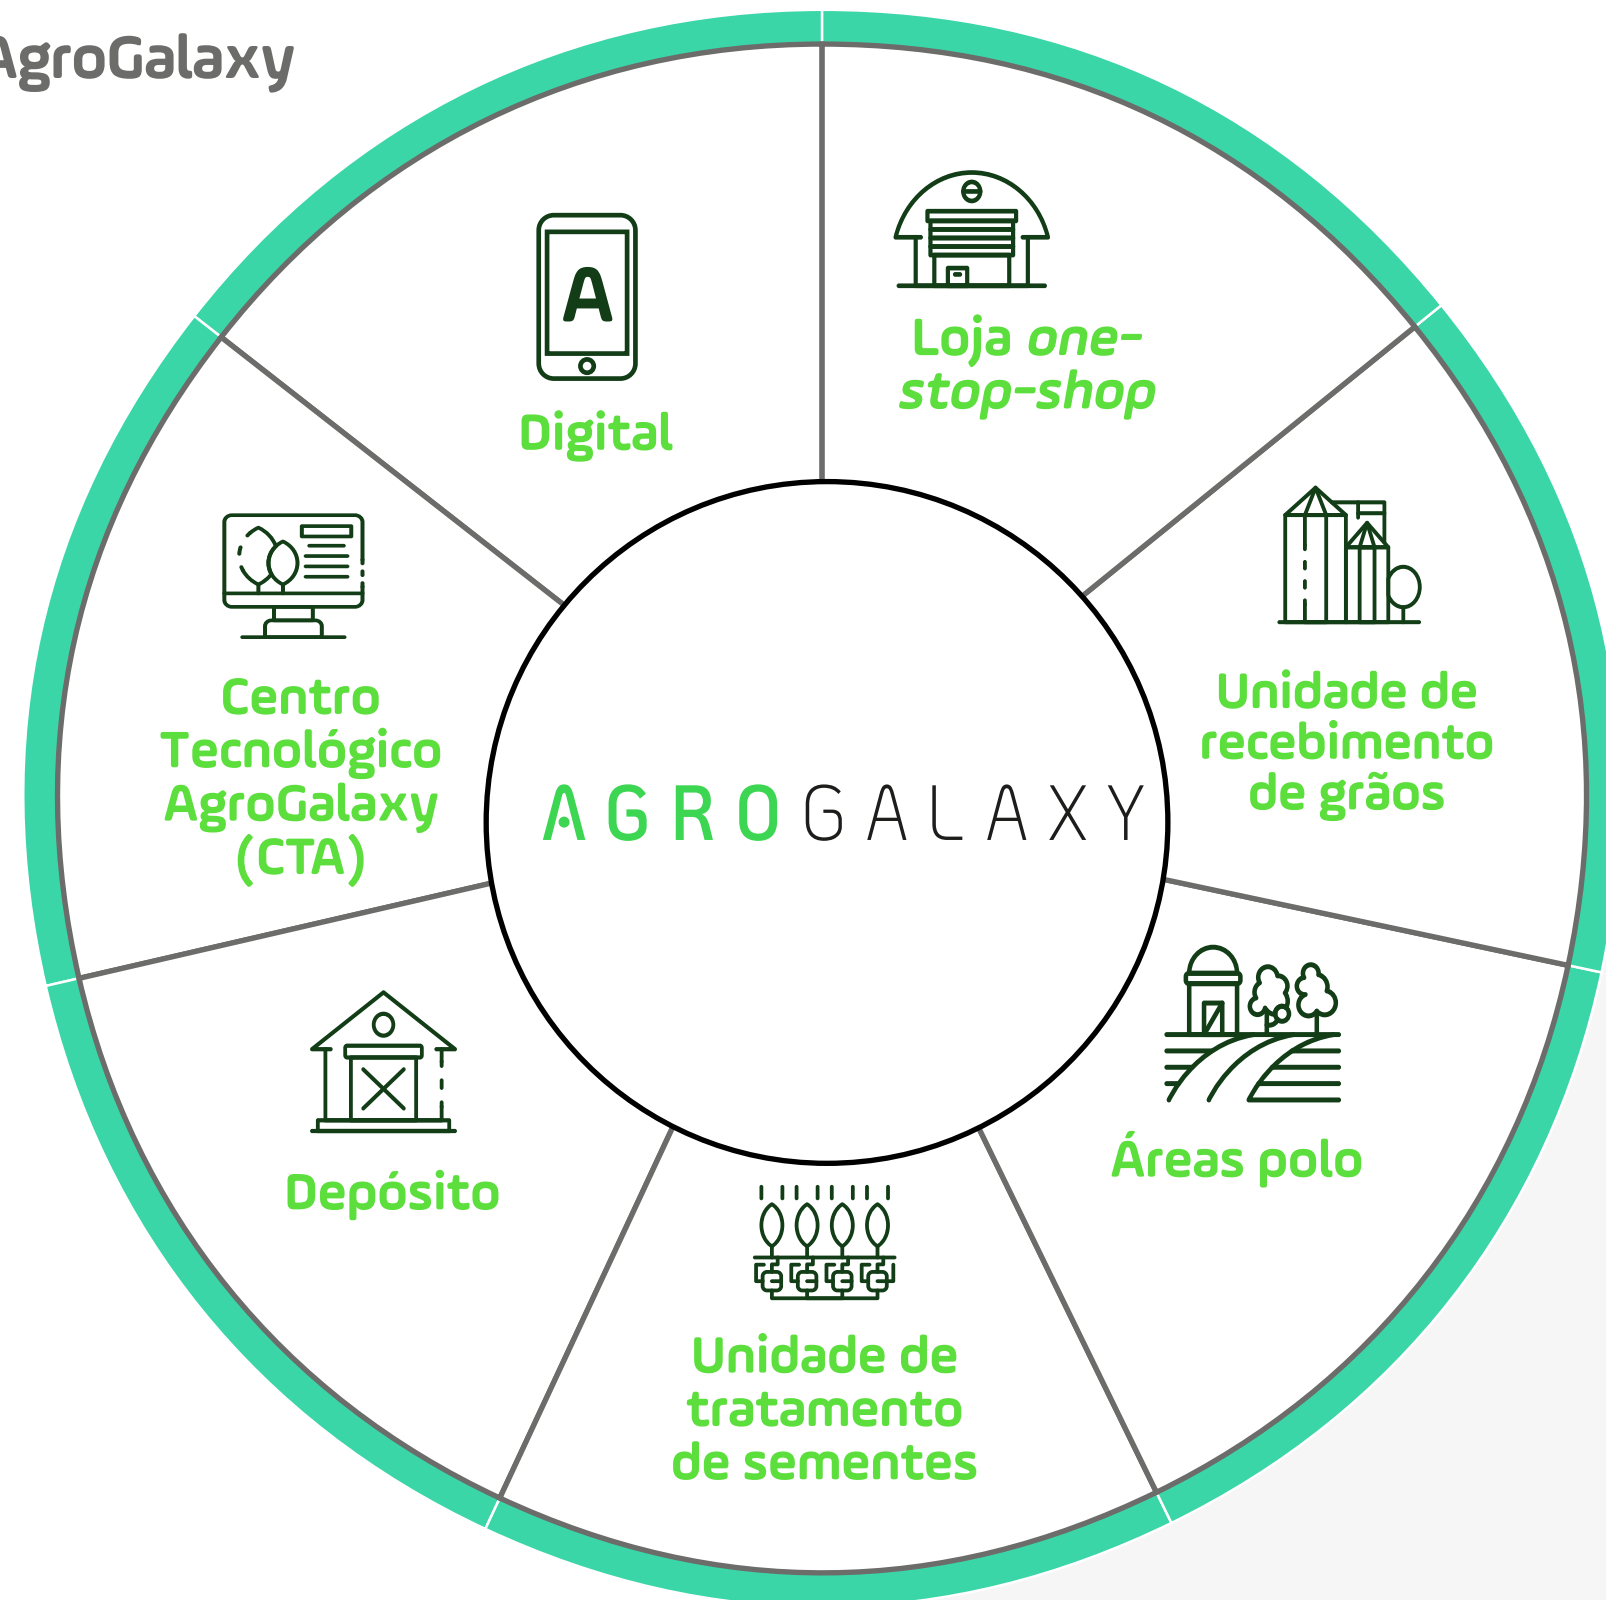 AgroGalaxy
A
Digital
Loja one-
stop-shop
Unidade de
recebimento
de grãos
Áreas polo
Unidade de
tratamento
de sementes
Depósito
Centro
Tecnológico
AgroGalaxy
(CTA)
AGROGALAXY